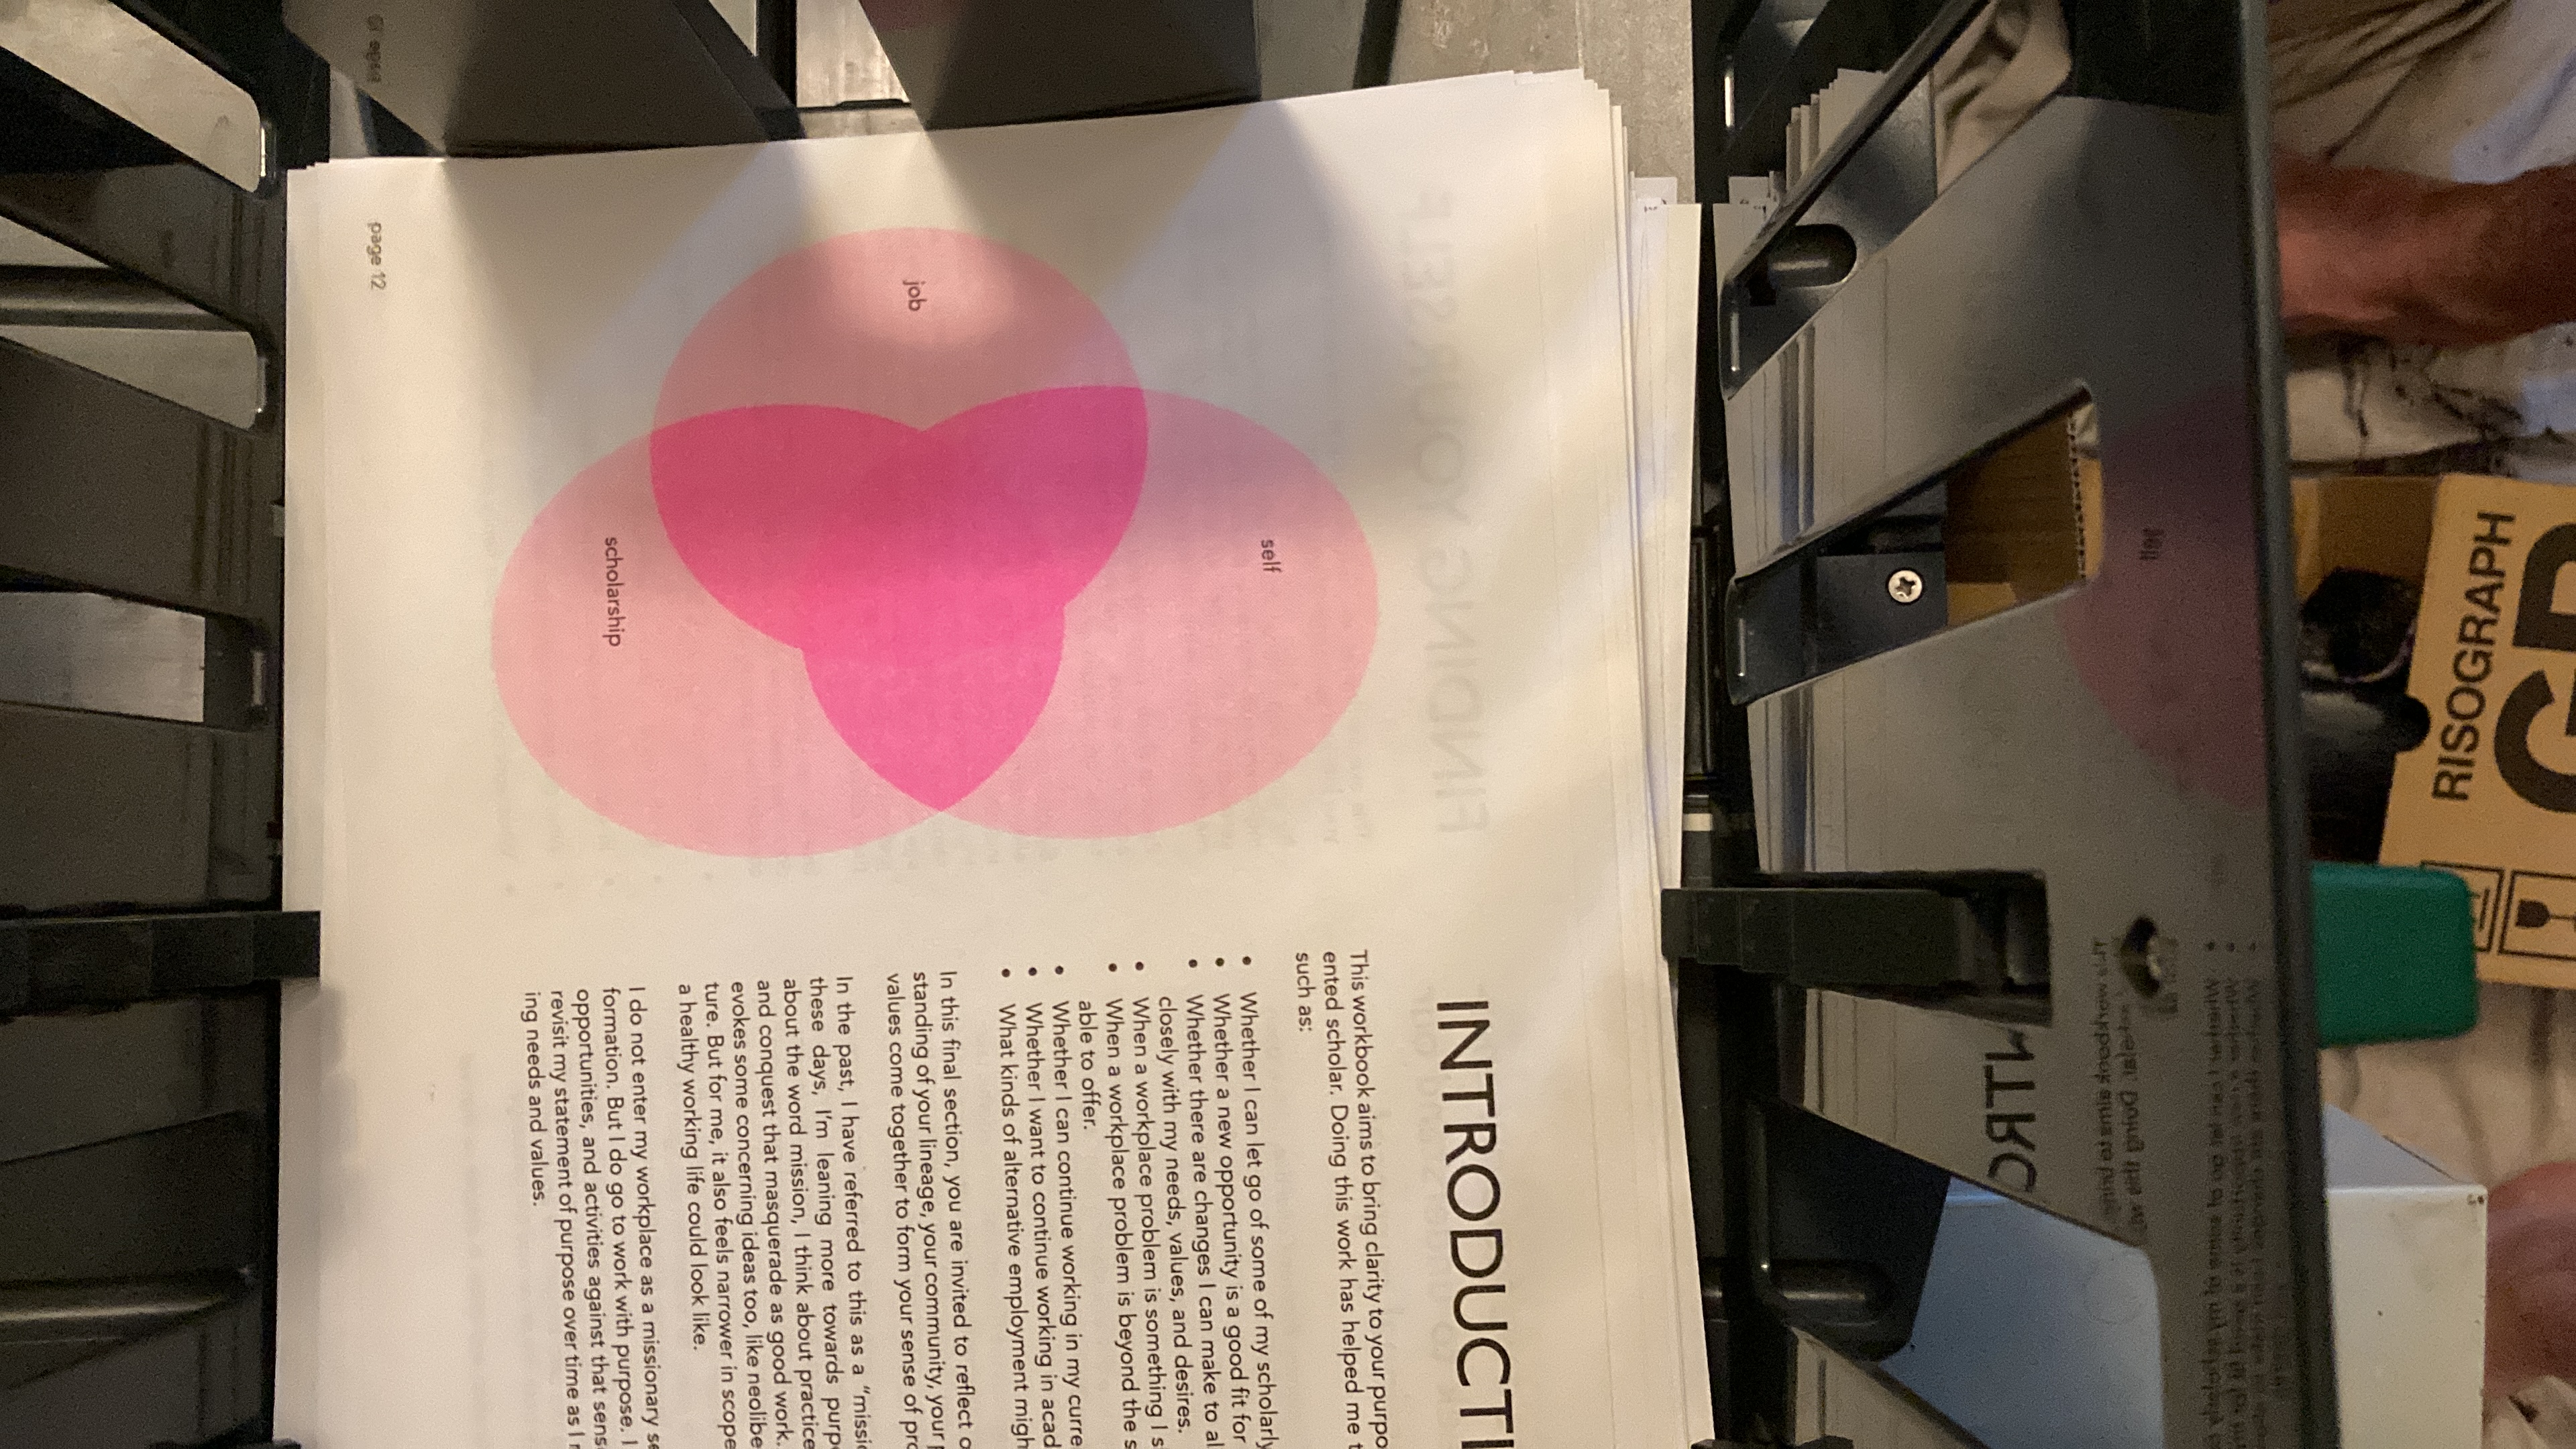 INTRODUCTI
This workbook aims to bring clarity to your purpo
ented scholar. Doing this work has helped me t
such as:
• Whether I can let go of some of my scholarly
• Whether a new opportunity is a good fit for
• Whether there are changes I can make to al
closely with my needs, values, and desires.
• When a workplace problem is something I s
• When a workplace problem is beyond the s
able to offer.
• Whether I can continue working in my curre
• Whether I want to continue working in acad
• What kinds of alternative employment migh
In this final section, you are invited to reflect o
standing of your lineage, your community, your p
values come together to form your sense of pro
In the past, I have referred to this as a “missi
these days, I’m leaning more towards purpo
about the word mission, I think about practice
and conquest that masquerade as good work.
evokes some concerning ideas too, like neolibe
ture. But for me, it also feels narrower in scope
a healthy working life could look like.
I do not enter my workplace as a missionary se
formation. But I do go to work with purpose. I
opportunities, and activities against that sens
revisit my statement of purpose over time as I
ing needs and values.
self
job
scholarship
page 12
FINDING YOURSELF
RISOGRAPH